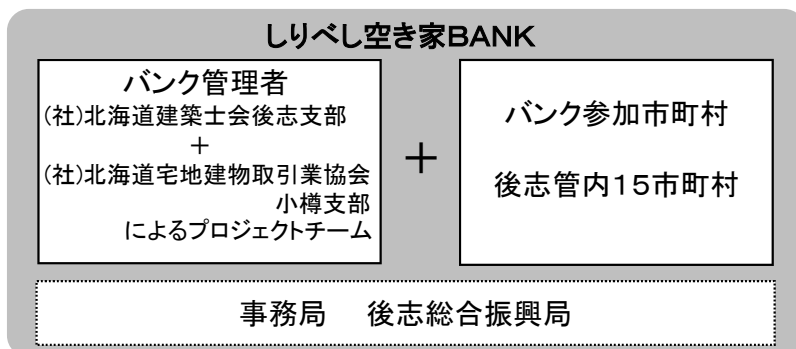 しりべし空き家BANK
バンク管理者
(社)北海道建築士会後志支部
+
(社)北海道宅地建物取引業協会
小樽支部
によるプロジェクトチーム
+
バンク参加市町村
後志管内15市町村
事務局 後志総合振興局